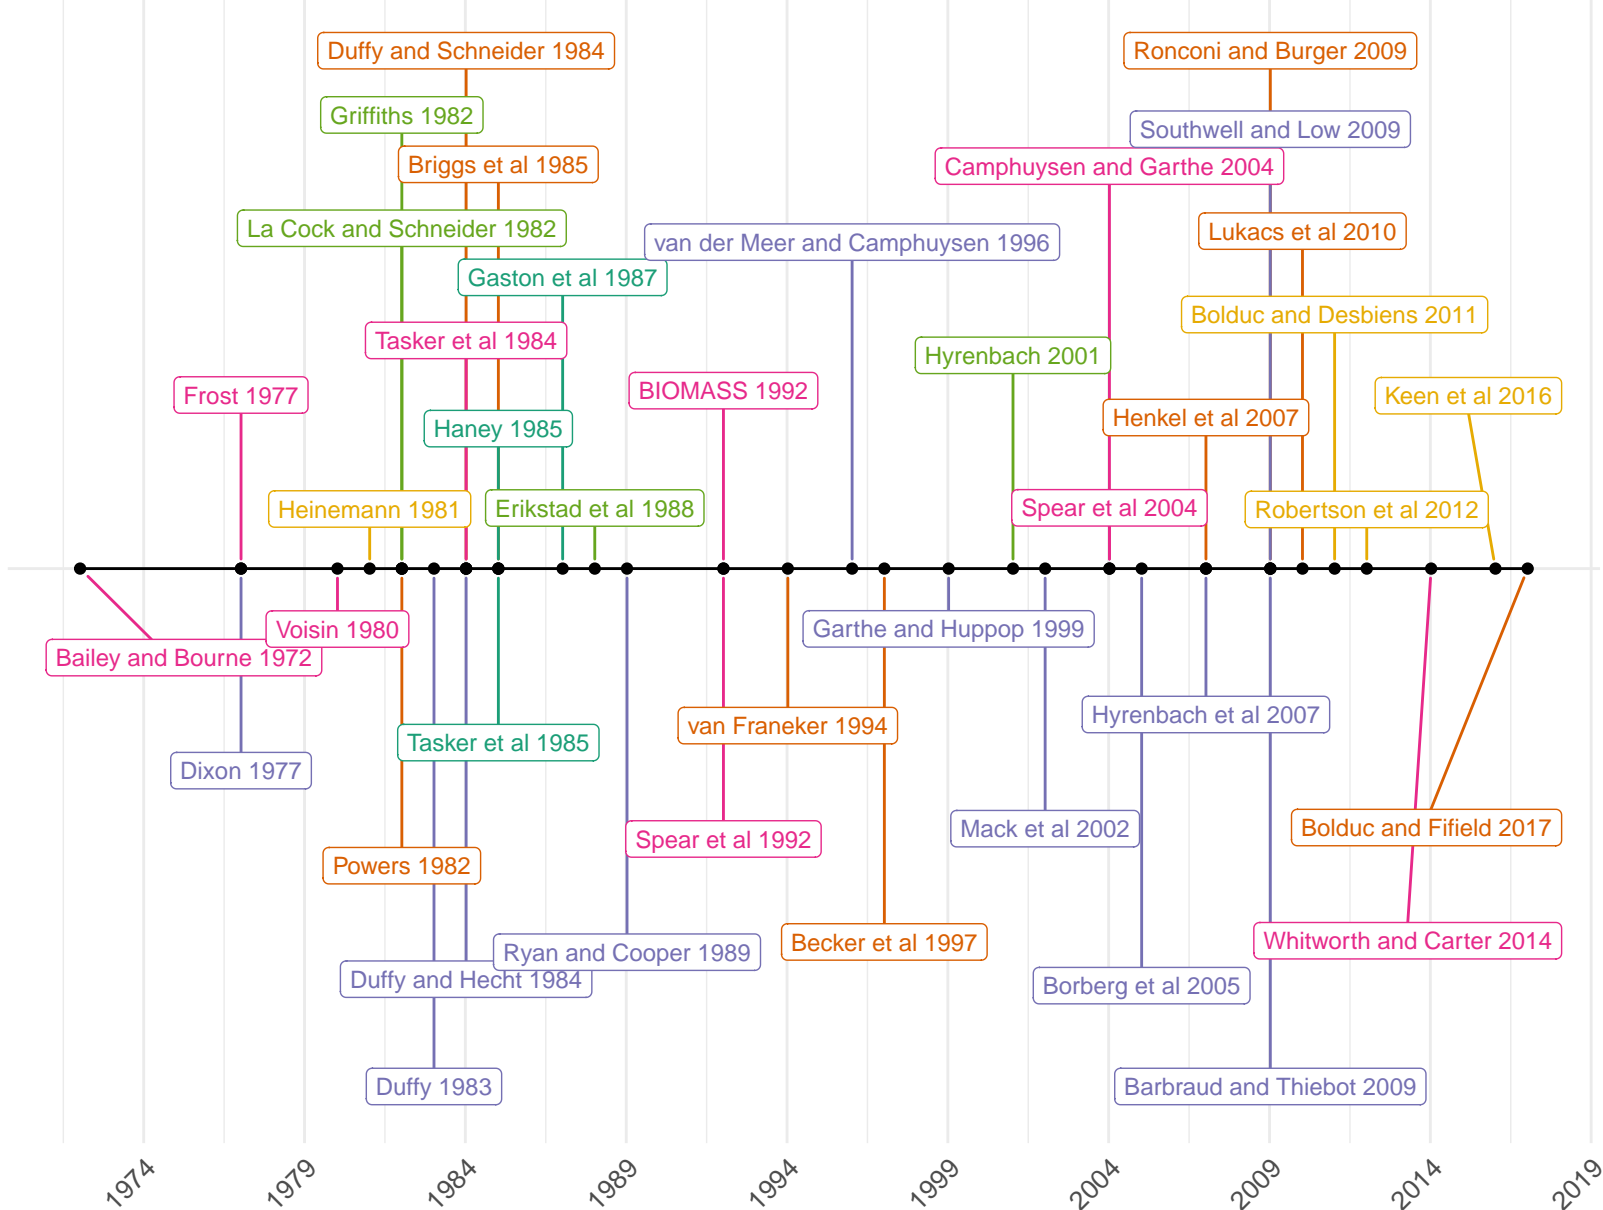 Duffy and Schneider 1984
Ronconi and Burger 2009
Griffiths 1982
Southwell and Low 2009
Briggs et al 1985
Camphuysen and Garthe 2004
La Cock and Schneider 1982
Lukacs et al 2010
van der Meer and Camphuysen 1996
Gaston et al 1987
Bolduc and Desbiens 2011
Tasker et al 1984
Hyrenbach 2001
Frost 1977
BIOMASS 1992
Keen et al 2016
Haney 1985
Henkel et al 2007
Heinemann 1981
Erikstad et al 1988
Spear et al 2004
Robertson et al 2012
Voisin 1980
Garthe and Huppop 1999
Bailey and Bourne 1972
Hyrenbach et al 2007
van Franeker 1994
Tasker et al 1985
Dixon 1977
Mack et al 2002
Bolduc and Fifield 2017
Spear et al 1992
Powers 1982
Whitworth and Carter 2014
Becker et al 1997
Ryan and Cooper 1989
Duffy and Hecht 1984
Borberg et al 2005
Duffy 1983
Barbraud and Thiebot 2009
1974
1979
1984
1989
1994
1999
2004
2009
2014
2019